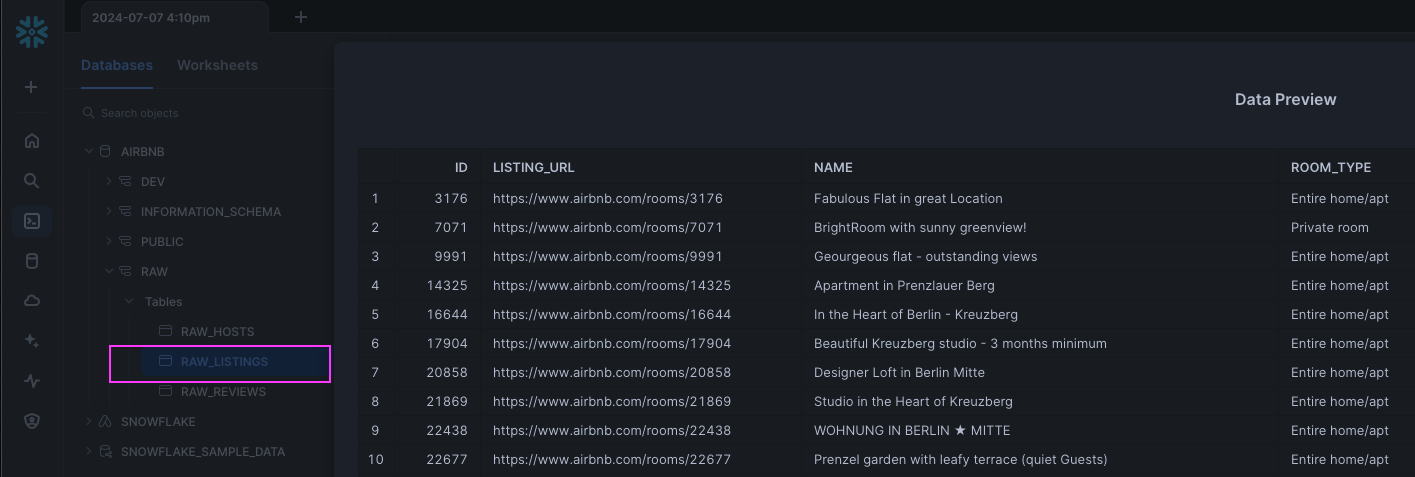 2024-07-07 4:10pm
Databases Worksheets
Search objects
AIRBNB
DEV
INFORMATION_SCHEMA
PUBLIC
RAW
Tables
RAW_HOSTS
RAW_LISTINGS
RAW_REVIEWS
SNOWFLAKE
SNOWFLAKE_SAMPLE_DATA
Data Preview
ID LISTING_URL NAME ROOM_TYPE
1 3176 https://www.airbnb.com/rooms/3176 Fabulous Flat in great Location Entire home/apt
2 7071 https://www.airbnb.com/rooms/7071 BrightRoom with sunny greenview! Private room
3 9991 https://www.airbnb.com/rooms/9991 Geourgeous flat - outstanding views Entire home/apt
4 14325 https://www.airbnb.com/rooms/14325 Apartment in Prenzlauer Berg Entire home/apt
5 16644 https://www.airbnb.com/rooms/16644 In the Heart of Berlin - Kreuzberg Entire home/apt
6 17904 https://www.airbnb.com/rooms/17904 Beautiful Kreuzberg studio - 3 months minimum Entire home/apt
7 20858 https://www.airbnb.com/rooms/20858 Designer Loft in Berlin Mitte Entire home/apt
8 21869 https://www.airbnb.com/rooms/21869 Studio in the Heart of Kreuzberg Entire home/apt
9 22438 https://www.airbnb.com/rooms/22438 WOHNUNG IN BERLIN ★ MITTE Entire home/apt
10 22677 https://www.airbnb.com/rooms/22677 Prenzel garden with leafy terrace (quiet Guests) Entire home/apt